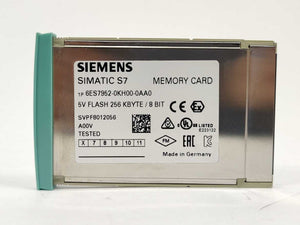 SIEMENS
SIMATIC S7 MEMORY CARD
1P 6ES7952-0KH00-0AA0
5V FLASH 256 KBYTE / 8 BIT
SVPF8012056
A00V
TESTED
X 7 8 9 10 11
Made in Germany